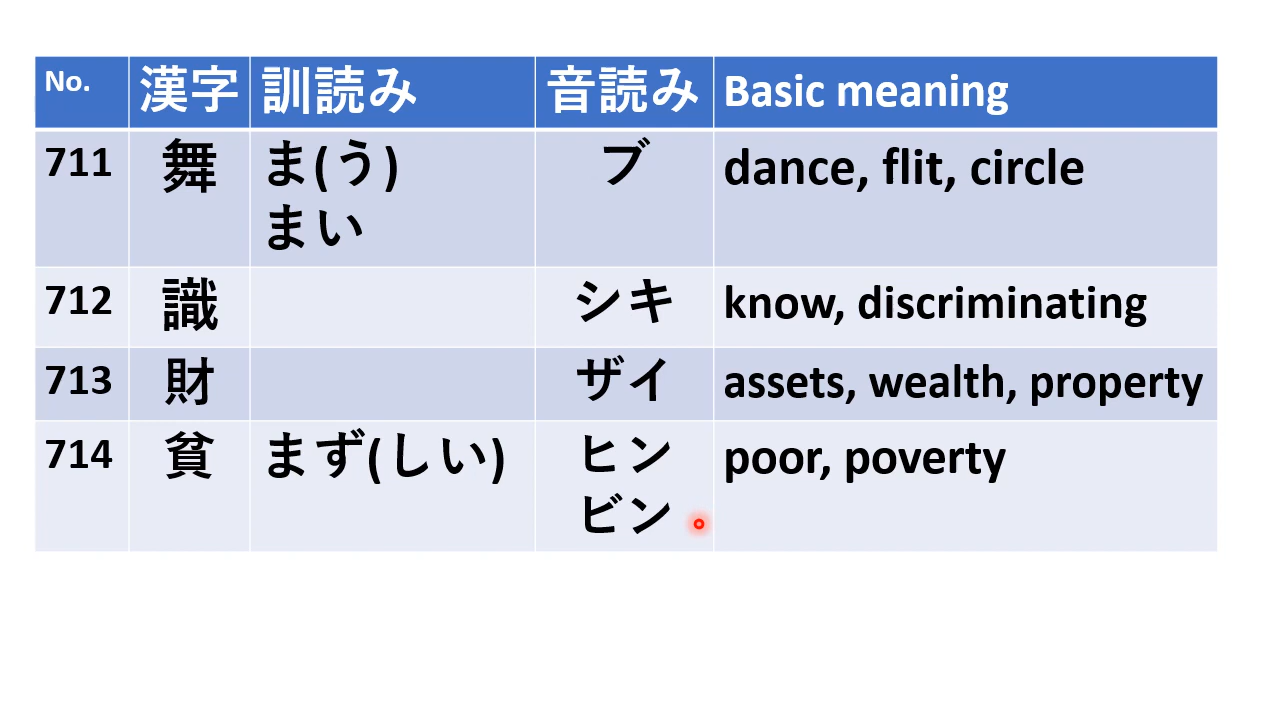 No. 漢字 訓読み 音読み Basic meaning
711 舞 ま(う) ブ dance, flit, circle
まい
712 識 シキ know, discriminating
713 財 ザイ assets, wealth, property
714 貧 まず(しい) ヒン poor, poverty
ビン